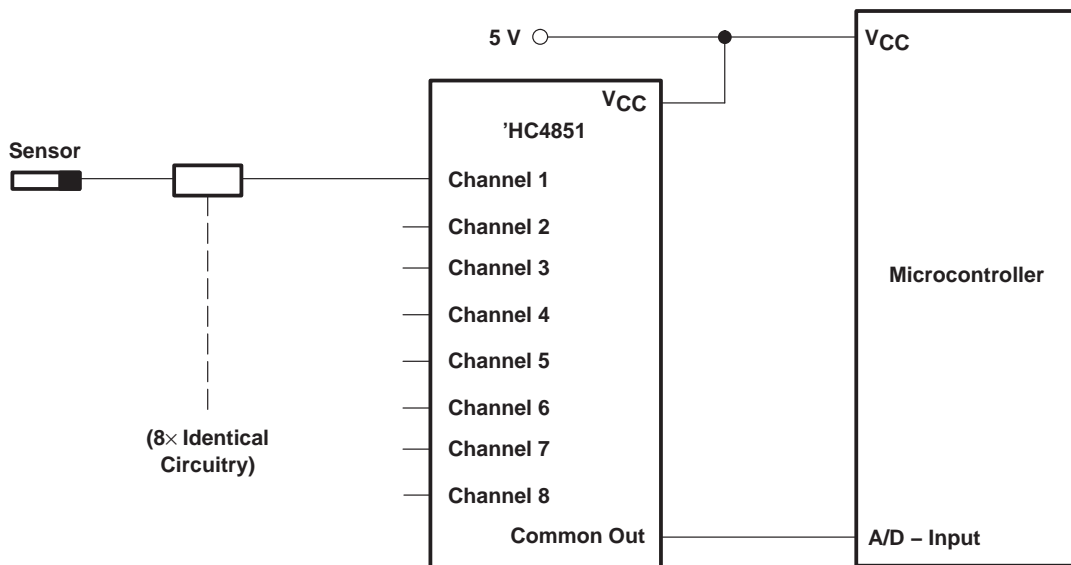 5 V
VCC
VCC
'HC4851
Sensor
Channel 1
Channel 2
Channel 3
Microcontroller
Channel 4
Channel 5
Channel 6
(8× Identical
Circuitry)
Channel 7
Channel 8
Common Out
A/D – Input